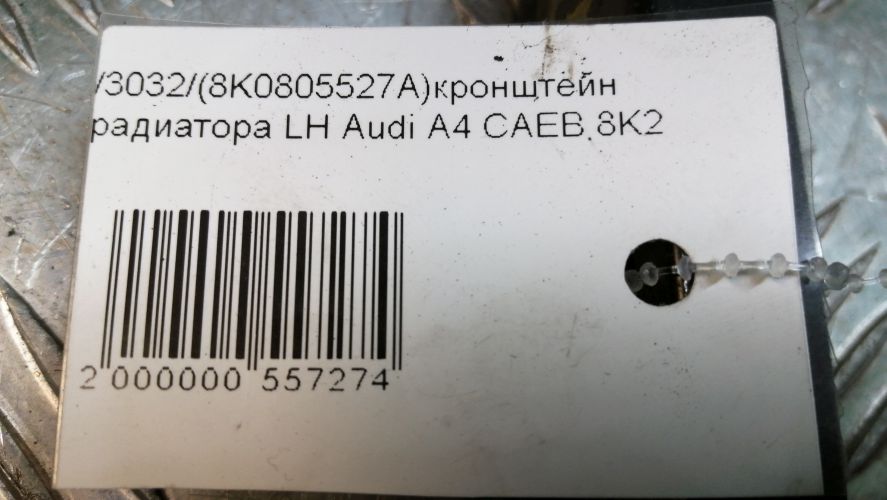 /3032/(8K0805527A)кронштейн
радиатора LH Audi A4 CAEB 8K2
2 000000 557274